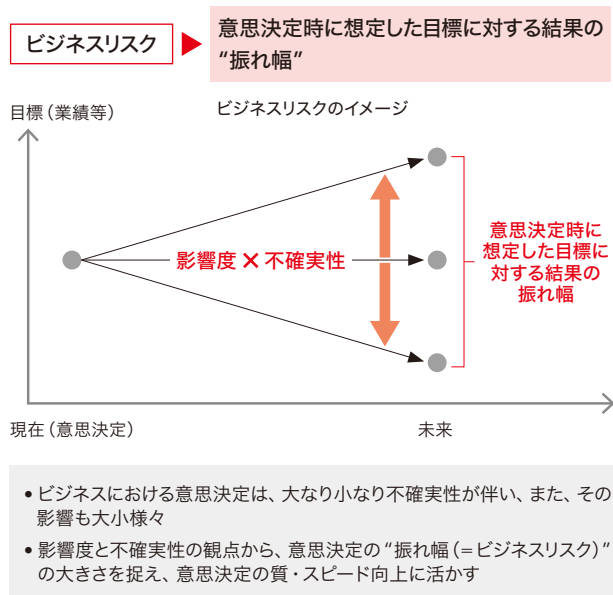 ビジネスリスク
意思決定時に想定した目標に対する結果の
“振れ幅”
目標（業績等）
ビジネスリスクのイメージ
影響度 × 不確実性
意思決定時に
想定した目標に
対する結果の
振れ幅
現在（意思決定）
未来
• ビジネスにおける意思決定は、大なり小なり不確実性が伴い、また、その
影響も大小様々
• 影響度と不確実性の観点から、意思決定の“振れ幅（＝ビジネスリスク）”
の大きさを捉え、意思決定の質・スピード向上に活かす